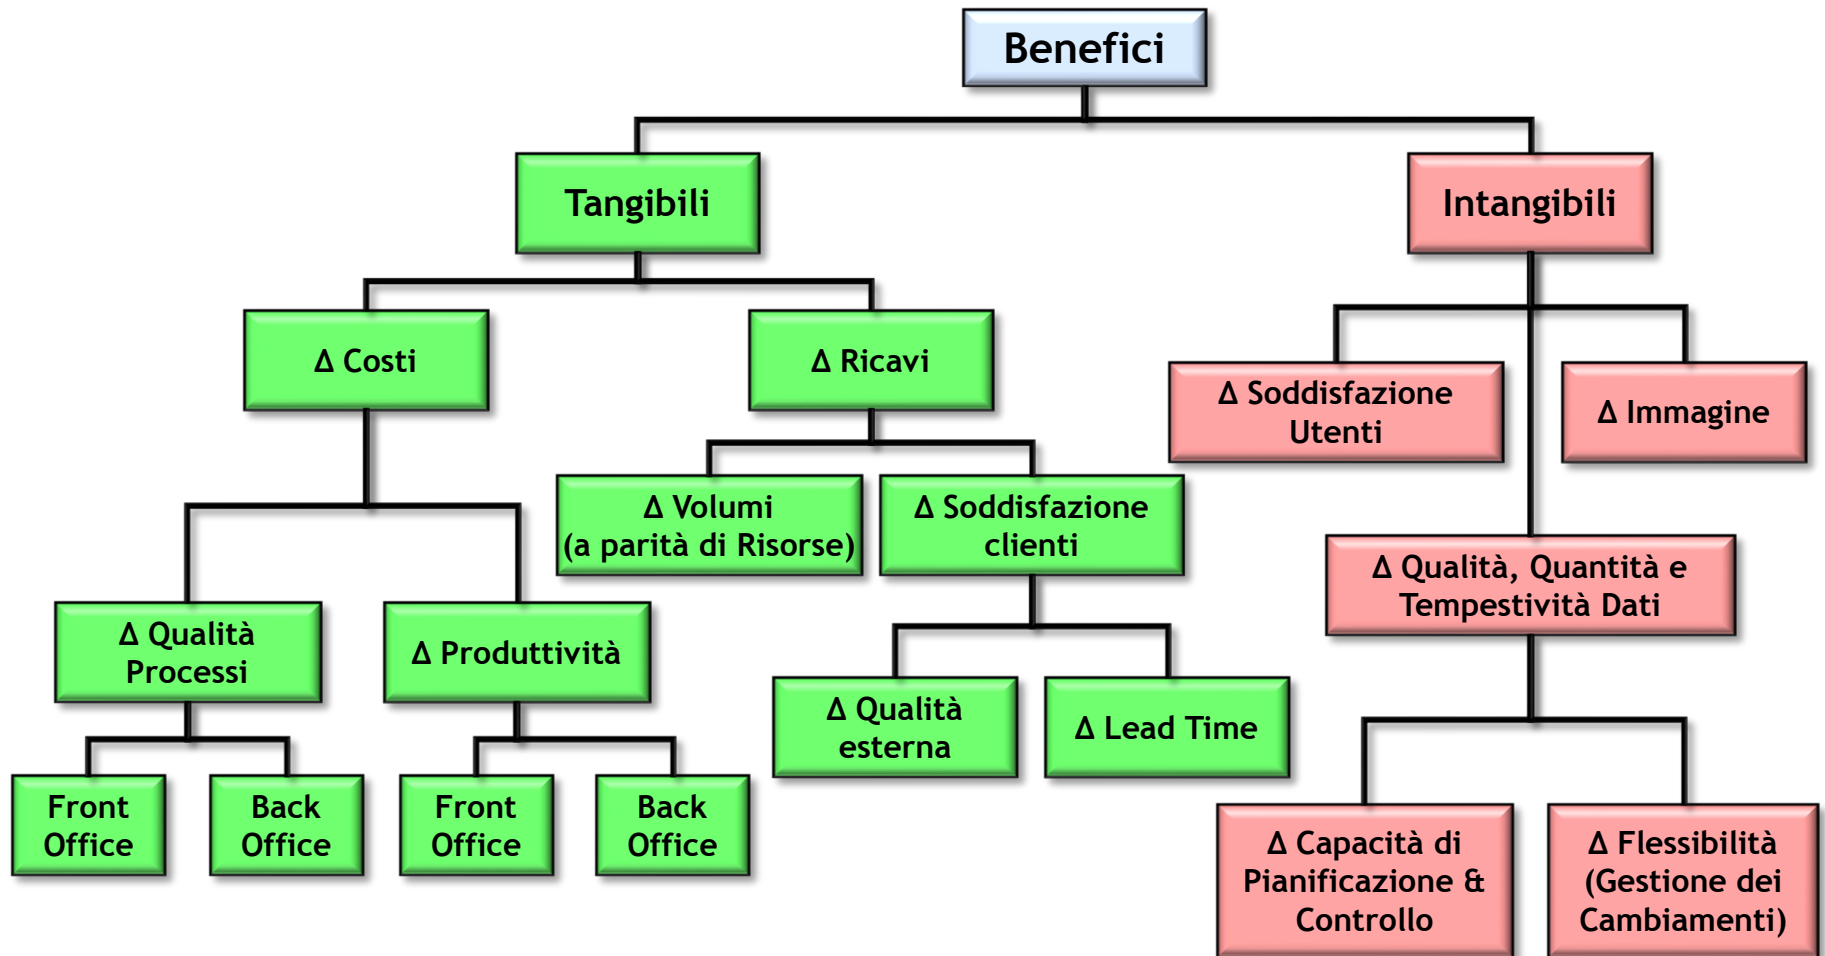 Benefici
Tangibili
Intangibili
Δ Costi
Δ Ricavi
Δ Soddisfazione
Utenti
Δ Immagine
Δ Volumi
(a parità di Risorse)
Δ Soddisfazione
clienti
Δ Qualità, Quantità e
Tempestività Dati
Δ Qualità
Processi
Δ Produttività
Δ Qualità
esterna
Δ Lead Time
Front
Office
Back
Office
Front
Office
Back
Office
Δ Capacità di
Pianificazione &
Controllo
Δ Flessibilità
(Gestione dei
Cambiamenti)